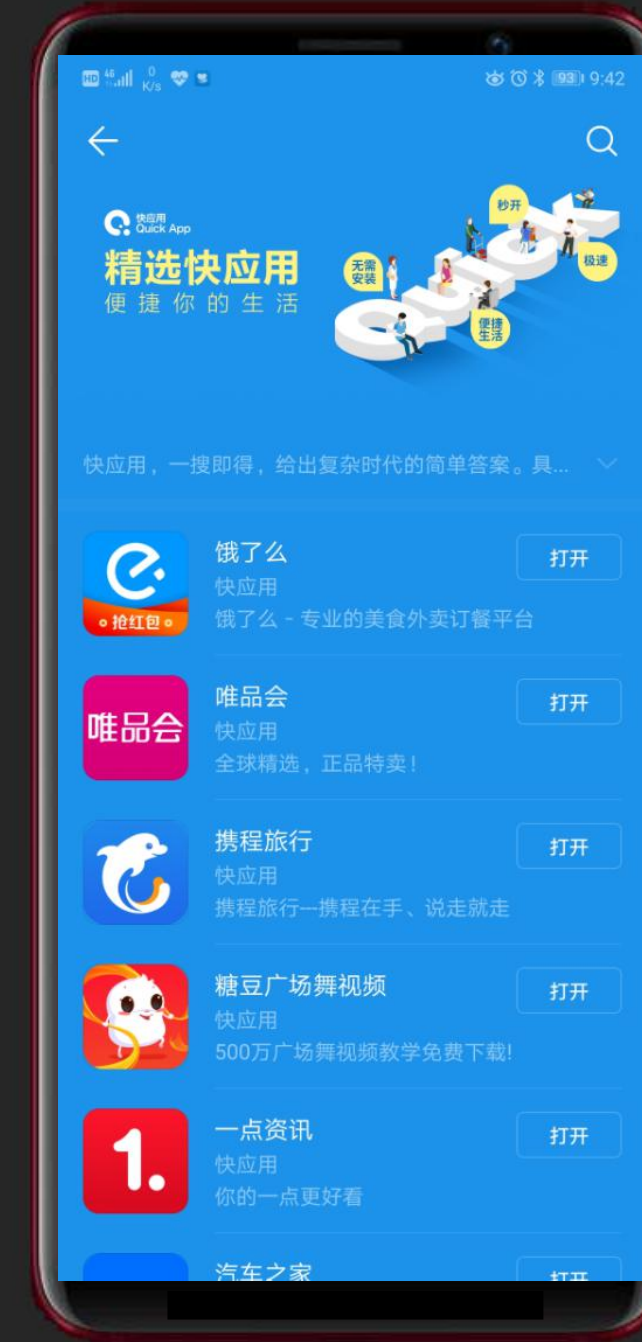 HD 4G 0 K/s 93 9:42
快应用
Quick App
精选快应用
便捷你的生活
Quick
秒开
极速
无需
安装
便捷
生活
快应用，一搜即得，给出复杂时代的简单答案。具...
饿了么
打开
快应用
饿了么 - 专业的美食外卖订餐平台
抢红包
唯品会
唯品会
打开
快应用
全球精选，正品特卖！
携程旅行
打开
快应用
携程旅行—携程在手、说走就走
糖豆广场舞视频
打开
快应用
500万广场舞视频教学免费下载!
1.
一点资讯
打开
快应用
你的一点更好看
汽车之家
打开